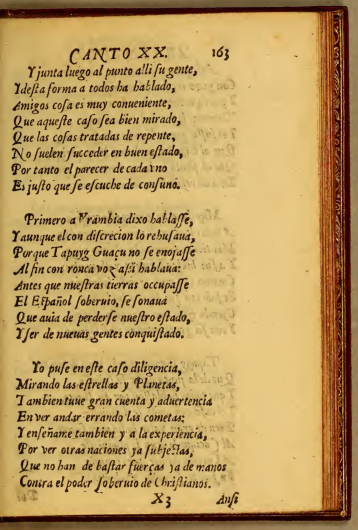 CANTO XX. 163
Y junta luego al punto alli ſu gente,
Y deſta forma a todos ha hablado,
Amigos coſa es muy conueniente,
Que aqueſte caſo ſea bien mirado,
Que las coſas tratadas de repente,
No ſuelen ſucceder en buen eſtado,
Por tanto el parecer de cada vno
Es juſto que ſe eſcuche de conſuno.
Primero a Vrambia dixo hablaſſe,
Y aunque el con diſcrecion lo rehuſaua,
Porque Tapuyg Guaçu no ſe enojaſſe
Al fin con ronca voz aſsi hablaua:
Antes que nueſtras tierras occupaſſe
El Eſpañol ſoberuio, ſe ſonaua
Que auia de perderſe nueſtro eſtado,
Y ſer de nueuas gentes conquiſtado.
Yo puſe en eſte caſo diligencia,
Mirando las eſtrellas y Planetas,
Tambien tuue gran cuenta y aduertencia
En ver andar errando las cometas:
Y enſeñame tambien y a la experiencia,
Por ver otras naciones ya ſubjectas,
Que no han de baſtar fuerças ya de manos
Contra el poder ſoberuio de Chriſtianos.
X3 Anſi